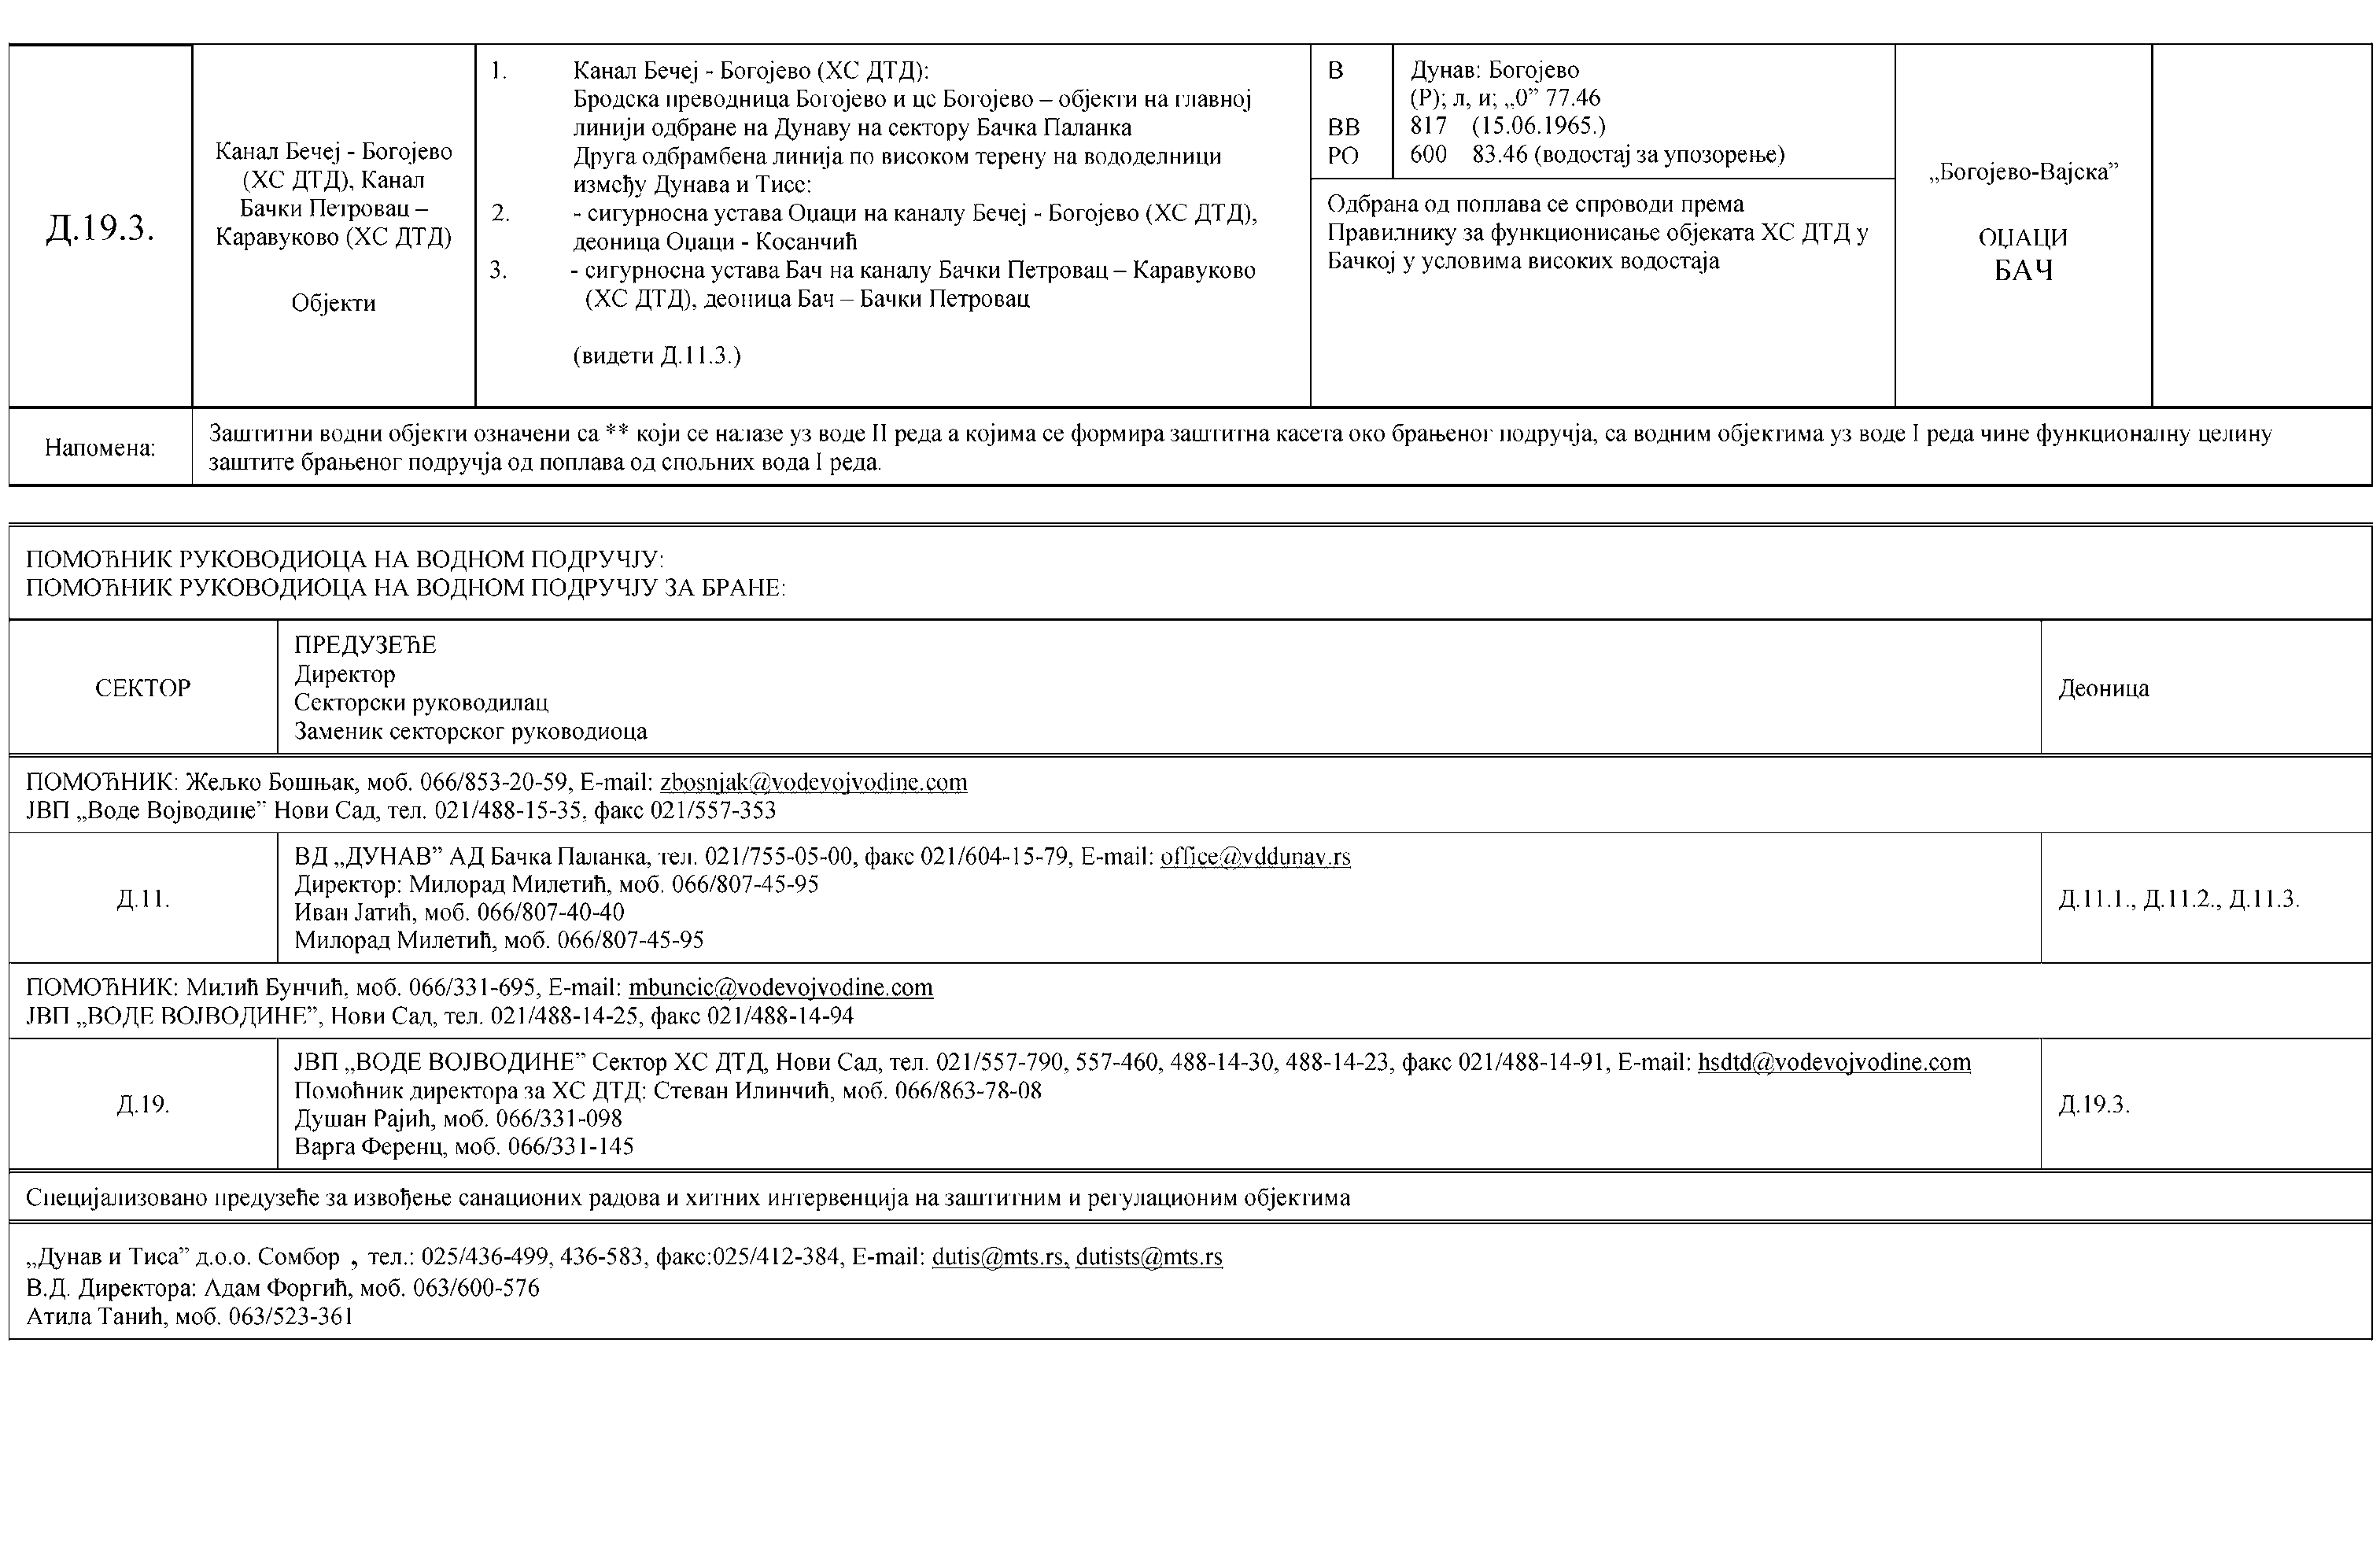 Д.19.3.
Канал Бечеј - Богојево
(ХС ДТД), Канал
Бачки Петровац –
Каравуково (ХС ДТД)
Објекти
1. Канал Бечеј - Богојево (ХС ДТД):
Бродска преводница Богојево и цс Богојево – објекти на главној
линији одбране на Дунаву на сектору Бачка Паланка
Друга одбрамбена линија по високом терену на вододелници
између Дунава и Тисе:
2. - сигурносна устава Оџаци на каналу Бечеј - Богојево (ХС ДТД),
деоница Оџаци - Косанчић
3. - сигурносна устава Бач на каналу Бачки Петровац – Каравуково
(ХС ДТД), деоница Бач – Бачки Петровац
(видети Д.11.3.)
В Дунав: Богојево
(Р); л, и; „0” 77.46
ВВ 817 (15.06.1965.)
РО 600 83.46 (водостај за упозорење)
Одбрана од поплава се спроводи према
Правилнику за функционисање објеката ХС ДТД у
Бачкој у условима високих водостаја
„Богојево-Вајска”
ОЏАЦИ
БАЧ
Напомена:
Заштитни водни објекти означени са ** који се налазе уз воде II реда а којима се формира заштитна касета око брањеног подручја, са водним објектима уз воде I реда чине функционалну целину
заштите брањеног подручја од поплава од спољних вода I реда.
ПОМОЋНИК РУКОВОДИОЦА НА ВОДНОМ ПОДРУЧЈУ:
ПОМОЋНИК РУКОВОДИОЦА НА ВОДНОМ ПОДРУЧЈУ ЗА БРАНЕ:
СЕКТОР
ПРЕДУЗЕЋЕ
Директор
Секторски руководилац
Заменик секторског руководиоца
Деоница
ПОМОЋНИК: Жељко Бошњак, моб. 066/853-20-59, E-mail: zbosnjak@vodevojvodine.com
ЈВП „Воде Војводине” Нови Сад, тел. 021/488-15-35, факс 021/557-353
Д.11.
ВД „ДУНАВ” АД Бачка Паланка, тел. 021/755-05-00, факс 021/604-15-79, E-mail: office@vddunav.rs
Директор: Милорад Милетић, моб. 066/807-45-95
Иван Јатић, моб. 066/807-40-40
Милорад Милетић, моб. 066/807-45-95
Д.11.1., Д.11.2., Д.11.3.
ПОМОЋНИК: Милић Бунчић, моб. 066/331-695, E-mail: mbuncic@vodevojvodine.com
ЈВП „ВОДЕ ВОЈВОДИНЕ”, Нови Сад, тел. 021/488-14-25, факс 021/488-14-94
Д.19.
ЈВП „ВОДЕ ВОЈВОДИНЕ” Сектор ХС ДТД, Нови Сад, тел. 021/557-790, 557-460, 488-14-30, 488-14-23, факс 021/488-14-91, E-mail: hsdtd@vodevojvodine.com
Помоћник директора за ХС ДТД: Стеван Илинчић, моб. 066/863-78-08
Душан Рајић, моб. 066/331-098
Варга Ференц, моб. 066/331-145
Д.19.3.
Специјализовано предузеће за извођење санационих радова и хитних интервенција на заштитним и регулационим објектима
„Дунав и Тиса” д.о.о. Сомбор , тел.: 025/436-499, 436-583, факс:025/412-384, E-mail: dutis@mts.rs, dutists@mts.rs
В.Д. Директора: Адам Форгић, моб. 063/600-576
Атила Танић, моб. 063/523-361